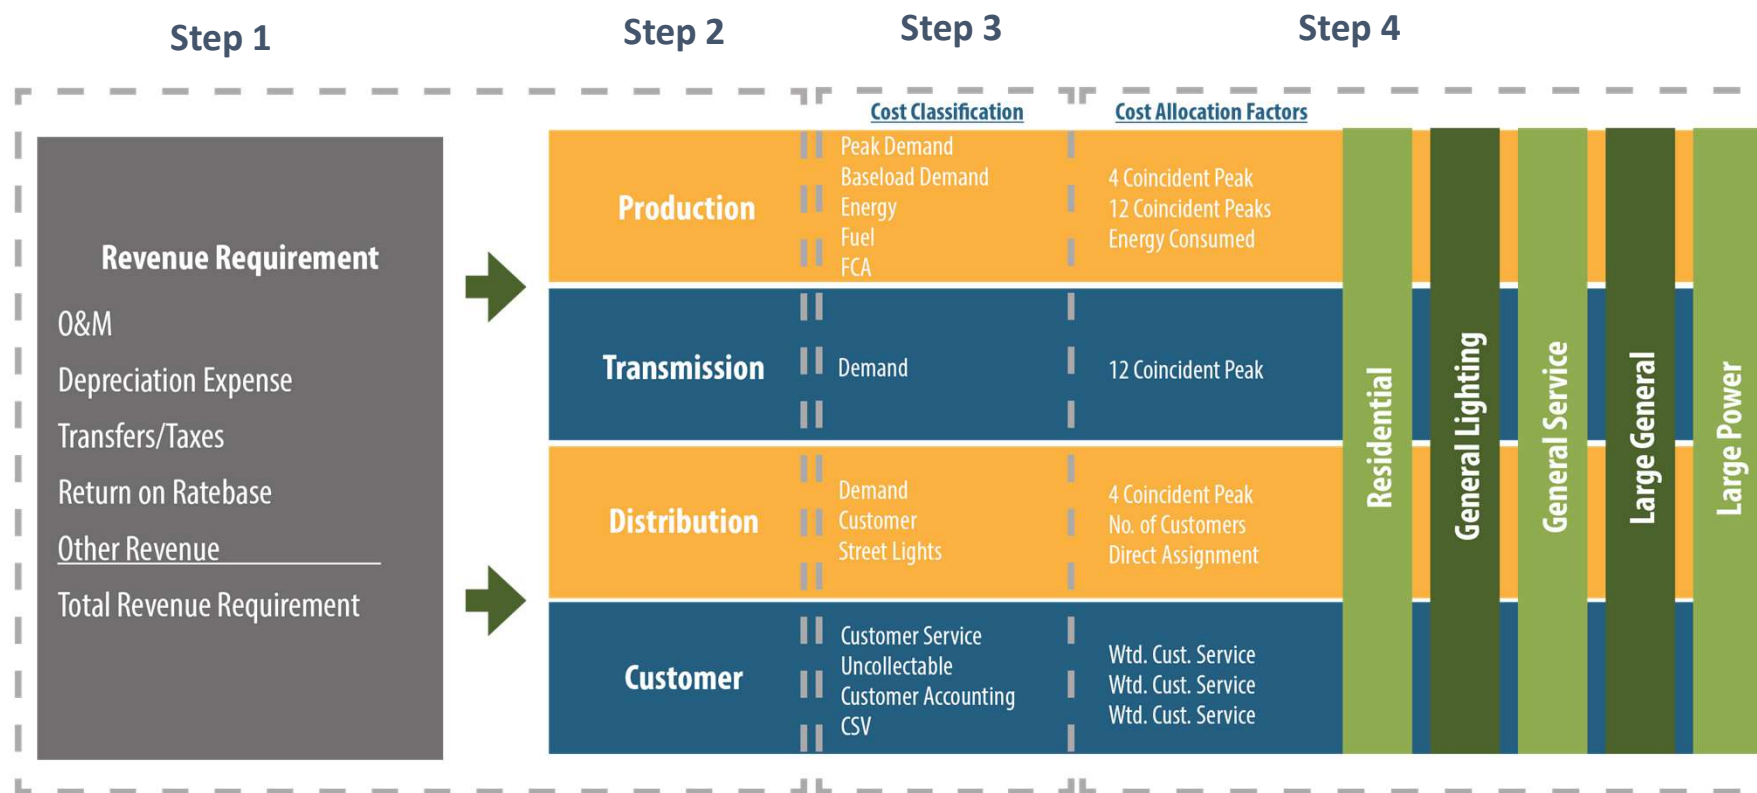 Step 1
Step 2
Step 3
Step 4
Revenue Requirement
O&M
Depreciation Expense
Transfers/Taxes
Return on Ratebase
Other Revenue
Total Revenue Requirement
Production
Transmission
Distribution
Customer
Cost Classification
Peak Demand
Baseload Demand
Energy
Fuel
FCA
Demand
Demand
Customer
Street Lights
Customer Service
Uncollectable
Customer Accounting
CSV
Cost Allocation Factors
4 Coincident Peak
12 Coincident Peaks
Energy Consumed
12 Coincident Peak
4 Coincident Peak
No. of Customers
Direct Assignment
Wtd. Cust. Service
Wtd. Cust. Service
Wtd. Cust. Service
Residential
General Lighting
General Service
Large General
Large Power